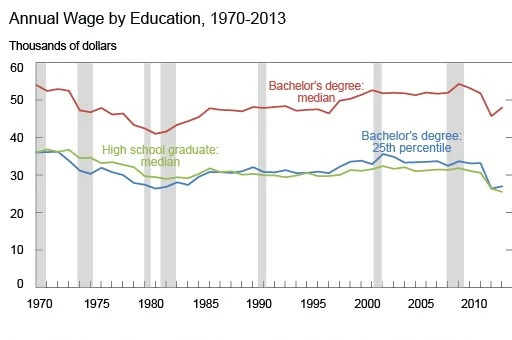 Annual Wage by Education, 1970-2013
Thousands of dollars
60
50
40
30
20
10
0
Bachelor's degree:
median
Bachelor's degree:
25th percentile
High school graduate:
median
1970 1975 1980 1985 1990 1995 2000 2005 2010